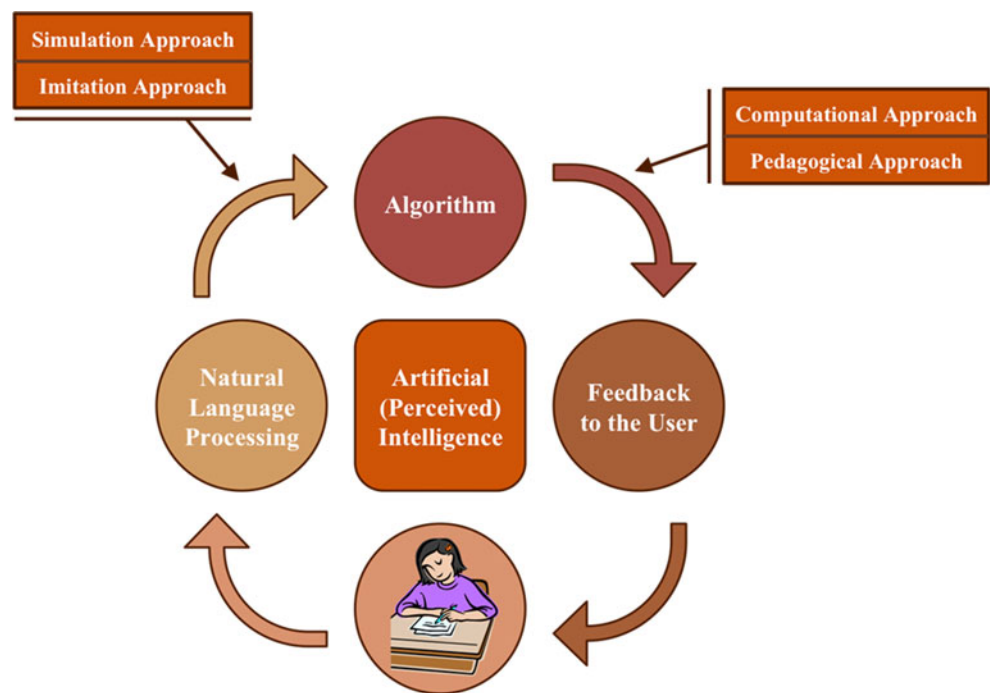 Simulation Approach
Imitation Approach
Computational Approach
Pedagogical Approach
Algorithm
Natural
Language
Processing
Artificial
(Perceived)
Intelligence
Feedback
to the User